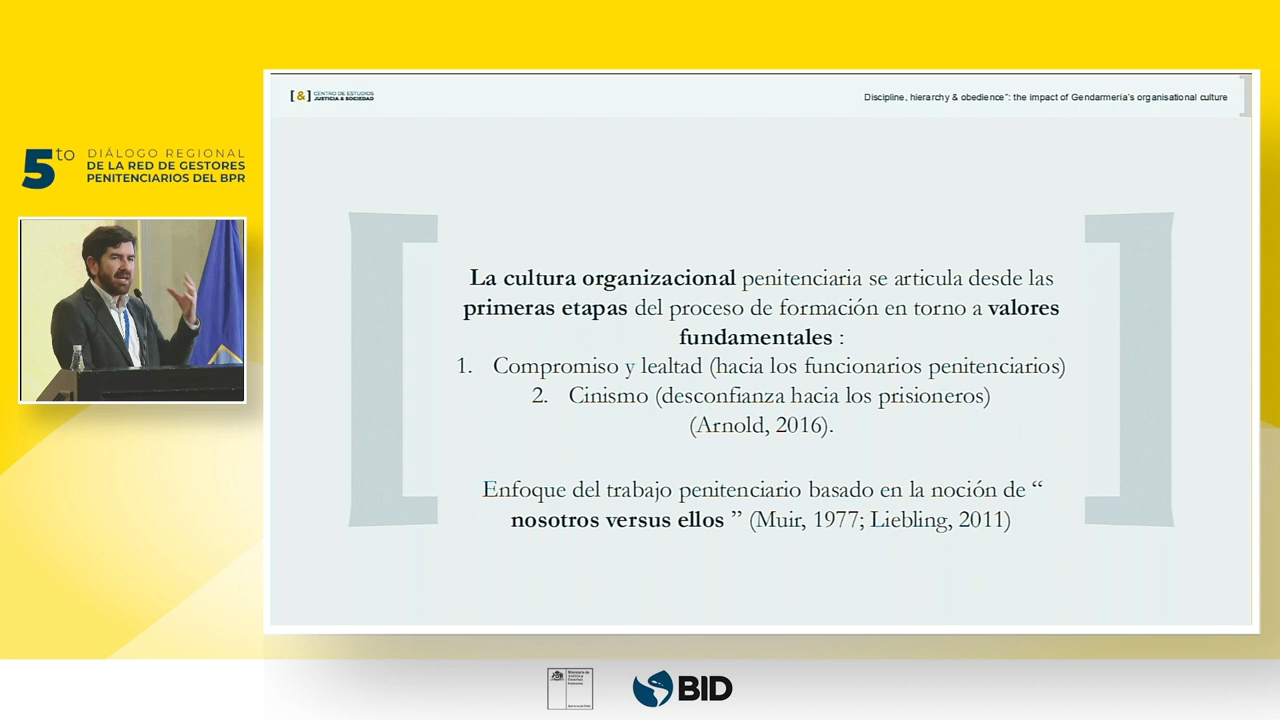 5to
DIÁLOGO REGIONAL
DE LA RED DE GESTORES
PENITENCIARIOS DEL BPR
[&] CENTRO DE ESTUDIOS
JUSTICIA & SOCIEDAD
Discipline, hierarchy & obedience": the impact of Gendarmería's organisational culture
La cultura organizacional penitenciaria se articula desde las
primeras etapas del proceso de formación en torno a valores
fundamentales :
1. Compromiso y lealtad (hacia los funcionarios penitenciarios)
2. Cinismo (desconfianza hacia los prisioneros)
(Arnold, 2016).
Enfoque del trabajo penitenciario basado en la noción de “
nosotros versus ellos ” (Muir, 1977; Liebling, 2011)
BID